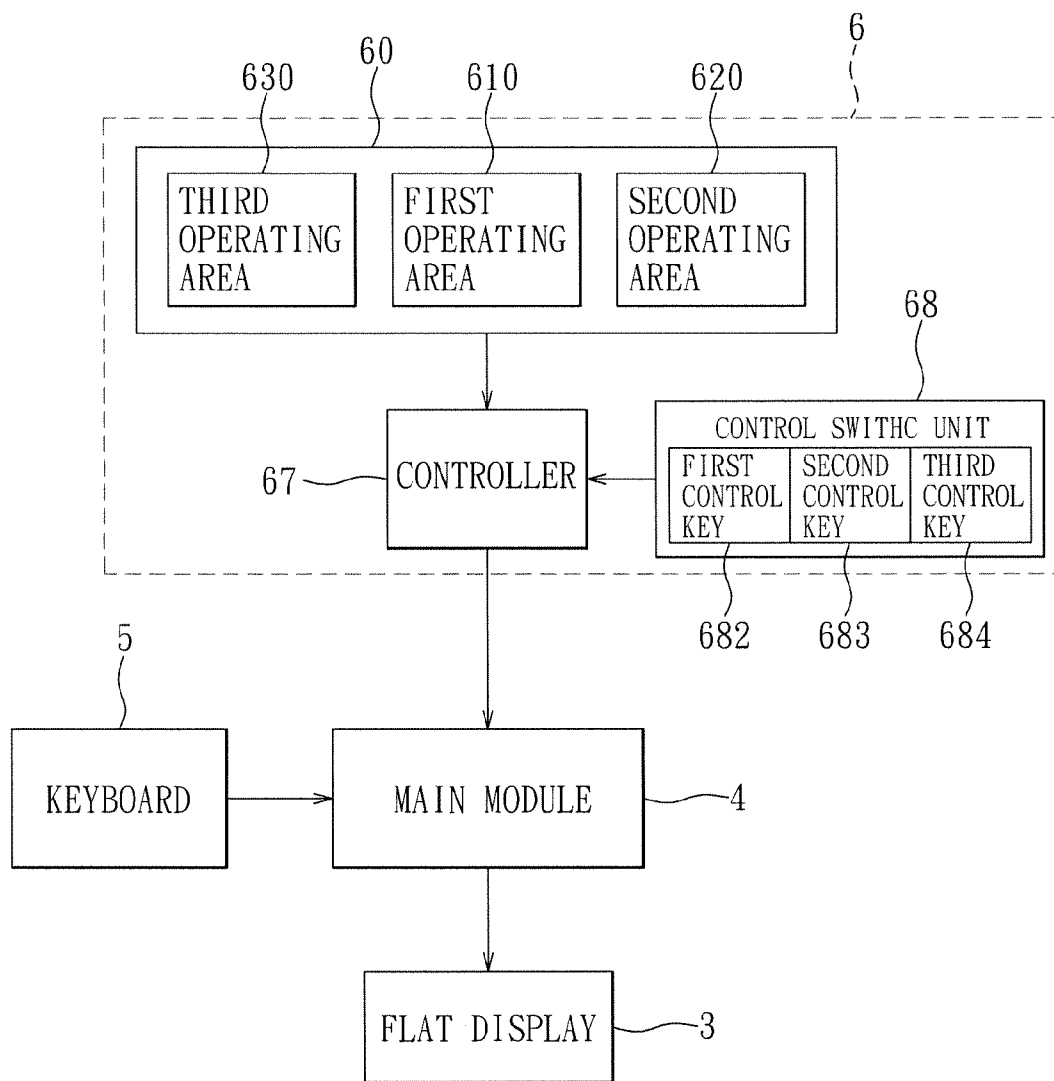 6
60
630
610
620
THIRD
OPERATING
AREA
FIRST
OPERATING
AREA
SECOND
OPERATING
AREA
68
CONTROL SWITHC UNIT
FIRST
CONTROL
KEY
SECOND
CONTROL
KEY
THIRD
CONTROL
KEY
67
CONTROLLER
682
683
684
5
KEYBOARD
MAIN MODULE
4
FLAT DISPLAY
3